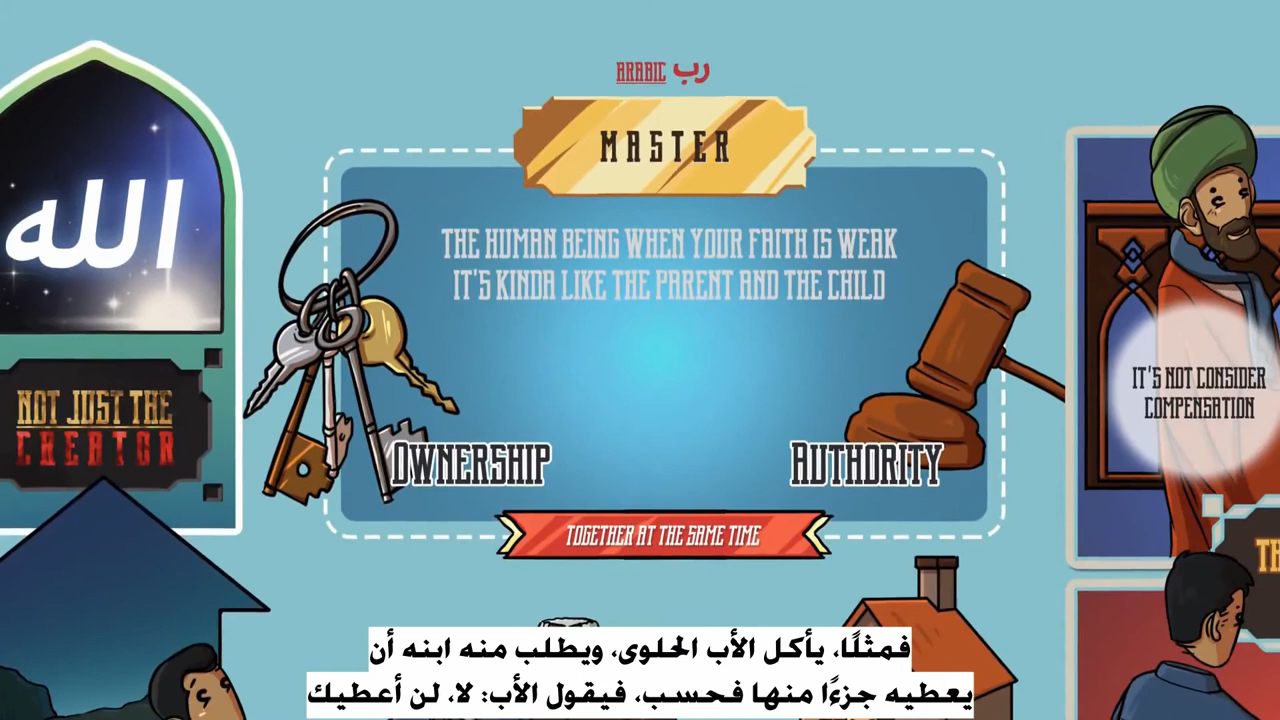 ARABIC رب
MASTER
THE HUMAN BEING WHEN YOUR FAITH IS WEAK
IT'S KINDA LIKE THE PARENT AND THE CHILD
الله
NOT JUST THE
CREATOR
OWNERSHIP
AUTHORITY
TOGETHER AT THE SAME TIME
IT'S NOT CONSIDER
COMPENSATION
فمثلًا، يأكل الأب الحلوى، ويطلب منه ابنه أن
يعطيه جزءًا منها فحسب، فيقول الأب: لا، لن أعطيك